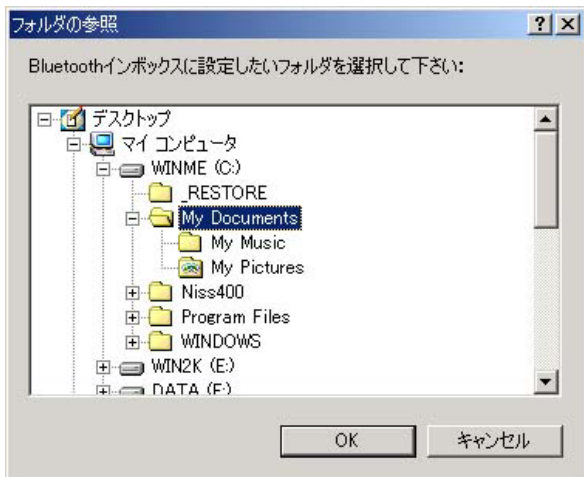 フォルダの参照
Bluetoothインボックスに設定したいフォルダを選択して下さい:
デスクトップ
マイ コンピュータ
WINME (C:)
_RESTORE
My Documents
My Music
My Pictures
Niss400
Program Files
WINDOWS
WIN2K (E:)
DATA (F:)
OK キャンセル